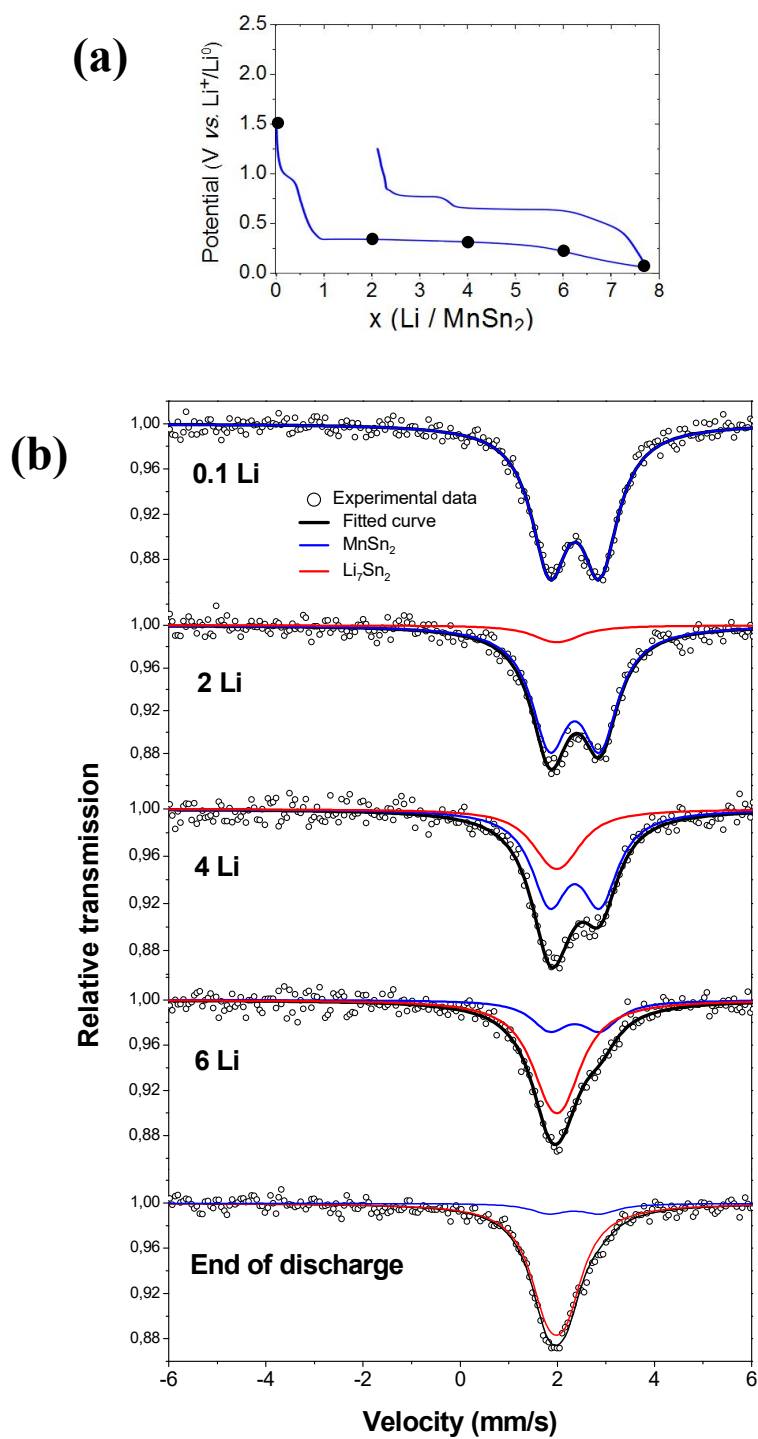 (a)
2.5
2.0
1.5
1.0
0.5
0.0
Potential (V vs. Li⁺/Li⁰)
0 1 2 3 4 5 6 7 8
x (Li / MnSn₂)
(b)
1,00
0,96
0,92
0,88
0.1 Li
Experimental data
Fitted curve
MnSn₂
Li₇Sn₂
1,00
0,96
0,92
0,88
2 Li
1,00
0,96
0,92
0,88
4 Li
1,00
0,96
0,92
0,88
6 Li
1,00
0,96
0,92
0,88
End of discharge
Relative transmission
-6 -4 -2 0 2 4 6
Velocity (mm/s)